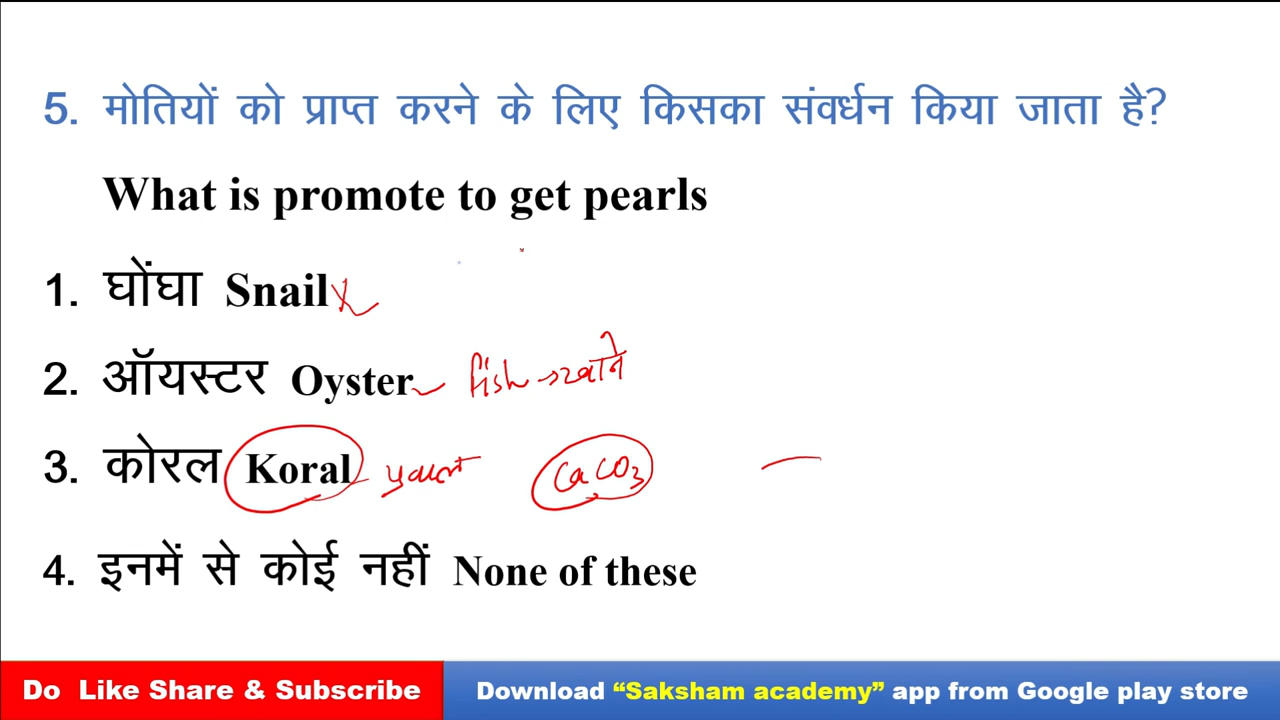 5. मोतियों को प्राप्त करने के लिए किसका संवर्धन किया जाता है?
What is promote to get pearls
1. घोंघा Snail
2. ऑयस्टर Oyster fish → खाने
3. कोरल Koral CaCO3
4. इनमें से कोई नहीं None of these
Do Like Share & Subscribe
Download “Saksham academy” app from Google play store